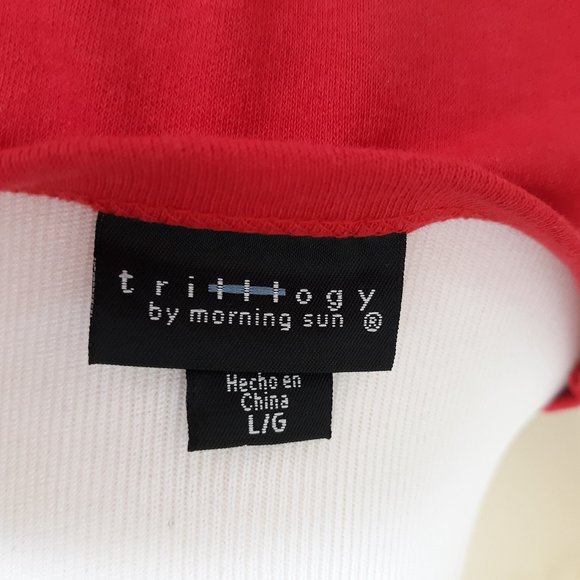 trilllogy
by morning sun ®
Hecho en
China
L/G